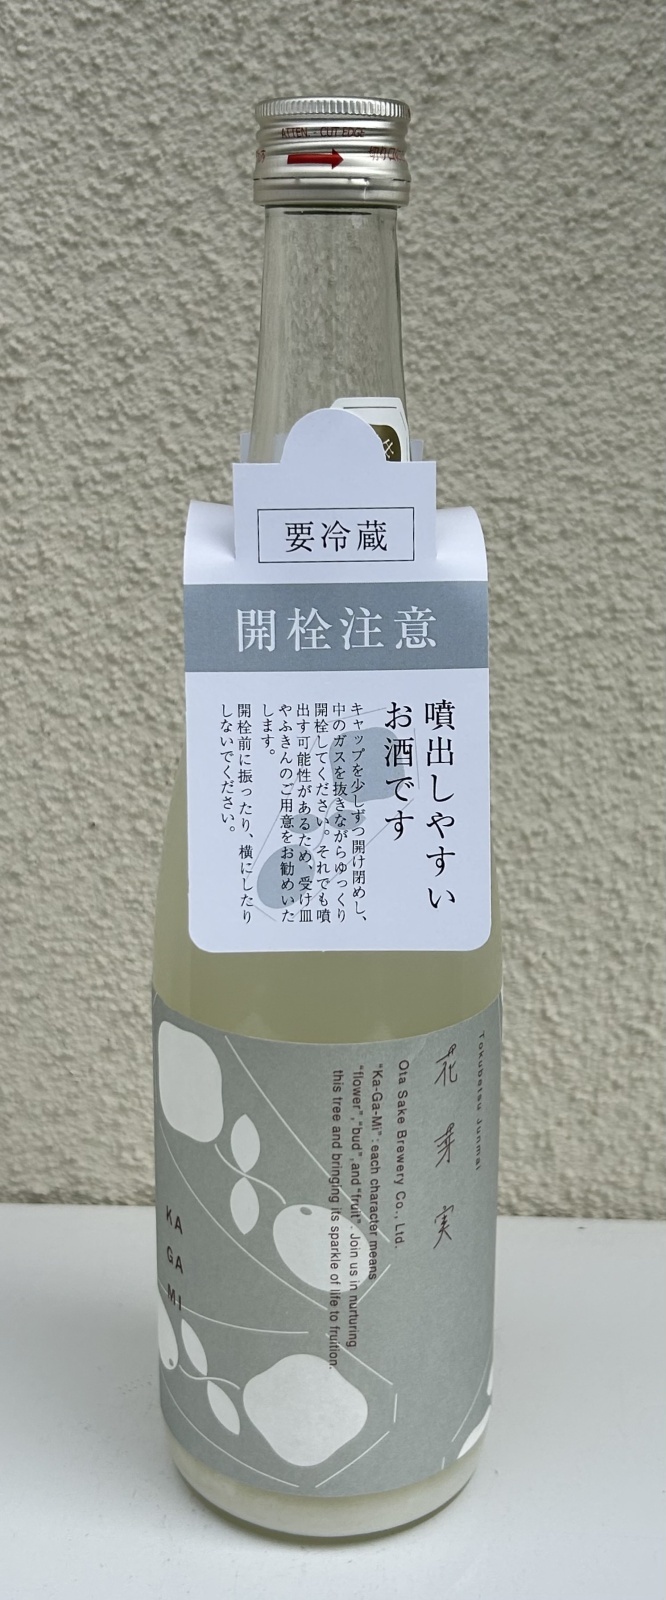 ATTEN. - CUT EDGE
要冷蔵
開栓注意
噴出しやすい
お酒です
キャップを少しずつ開け閉めし、
中のガスを抜きながらゆっくり
開栓してください。それでも噴
出す可能性があるため、受け皿
やふきんのご用意をお勧めいた
します。
開栓前に振ったり、横にしたり
しないでください。
Tokubetsu Junmai
花芽実
Ota Sake Brewery Co., Ltd.
"Ka-Ga-Mi": each character means
"flower", "bud", and "fruit". Join us in nurturing
this tree and bringing its sparkle of life to fruition.
KA
GA
MI